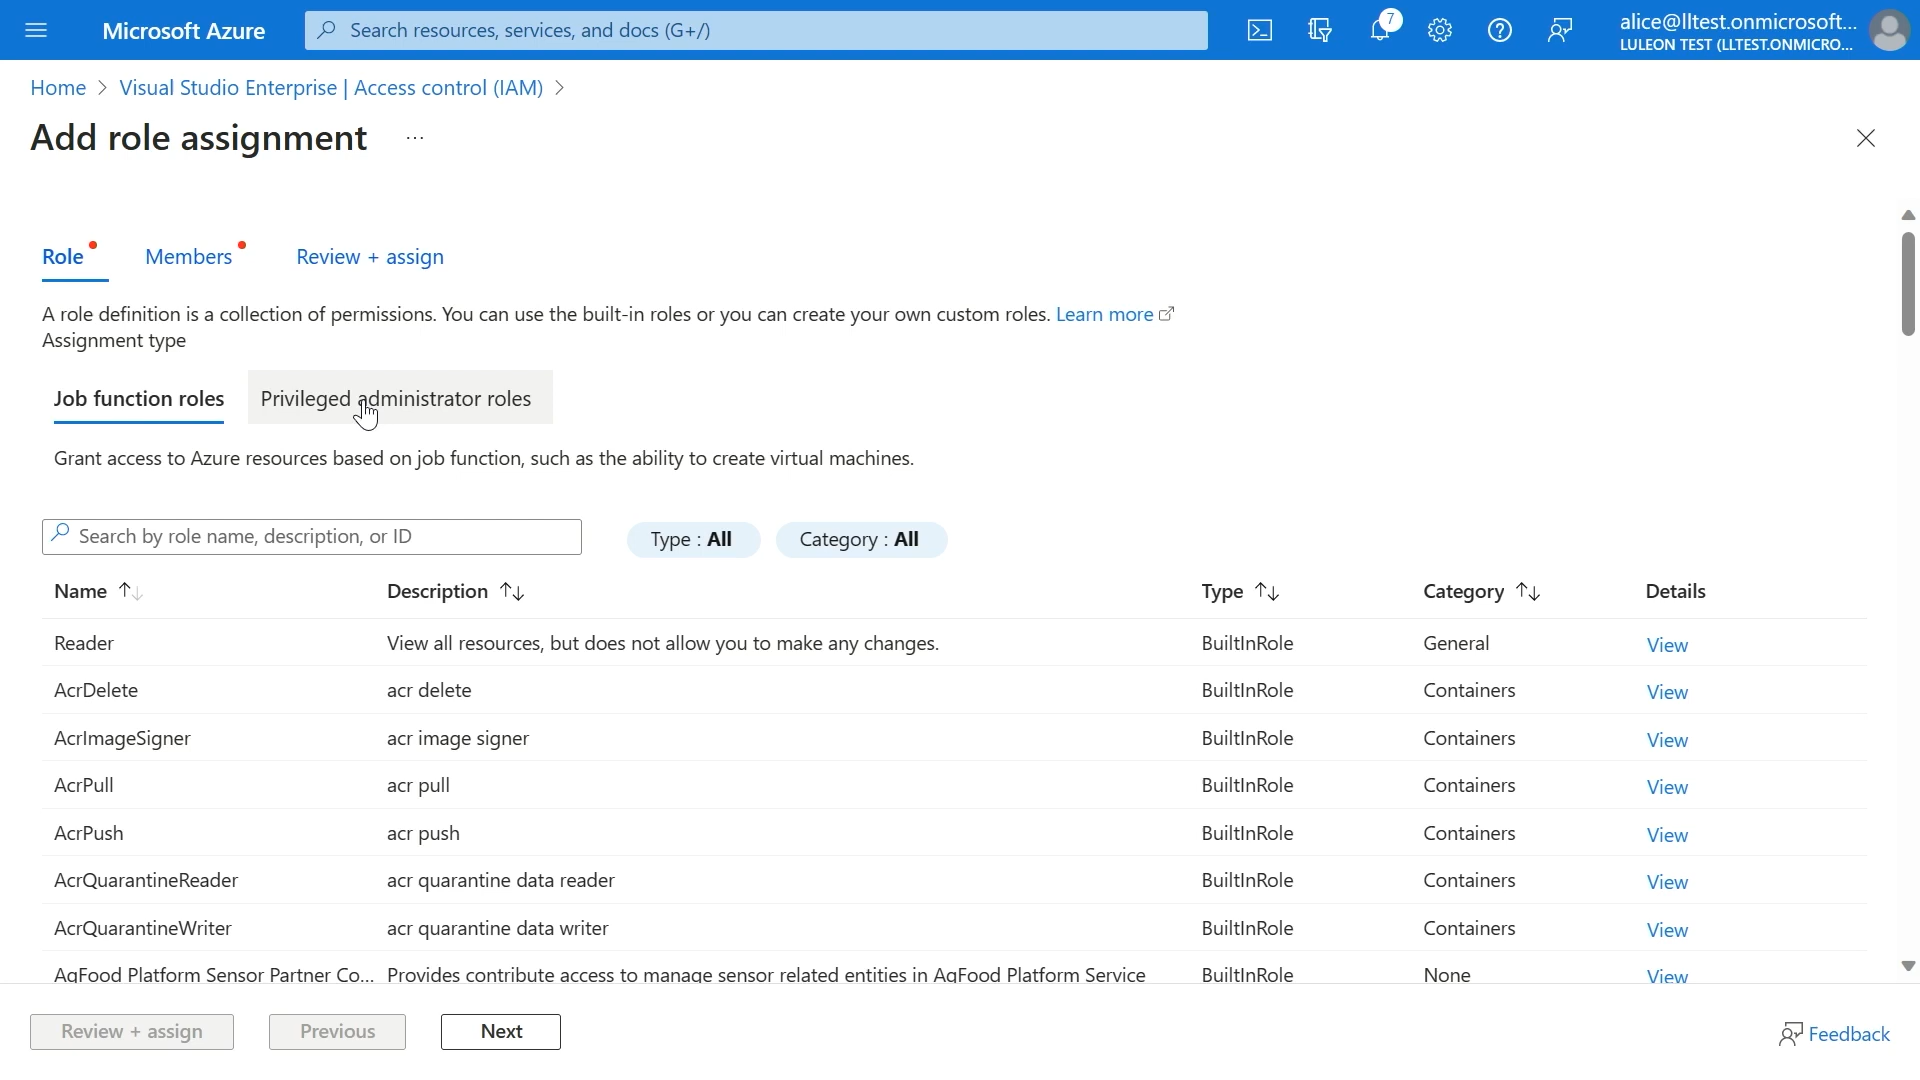 Microsoft Azure
Search resources, services, and docs (G+/)
7
alice@lltest.onmicrosoft...
LULEON TEST (LLTEST.ONMICRO...
Home > Visual Studio Enterprise | Access control (IAM) >
Add role assignment ...
Role Members Review + assign
A role definition is a collection of permissions. You can use the built-in roles or you can create your own custom roles. Learn more
Assignment type
Job function roles Privileged administrator roles
Grant access to Azure resources based on job function, such as the ability to create virtual machines.
Search by role name, description, or ID Type : All Category : All
Name Description Type Category Details
Reader View all resources, but does not allow you to make any changes. BuiltInRole General View
AcrDelete acr delete BuiltInRole Containers View
AcrImageSigner acr image signer BuiltInRole Containers View
AcrPull acr pull BuiltInRole Containers View
AcrPush acr push BuiltInRole Containers View
AcrQuarantineReader acr quarantine data reader BuiltInRole Containers View
AcrQuarantineWriter acr quarantine data writer BuiltInRole Containers View
AgFood Platform Sensor Partner Co... Provides contribute access to manage sensor related entities in AgFood Platform Service BuiltInRole None View
Review + assign Previous Next Feedback